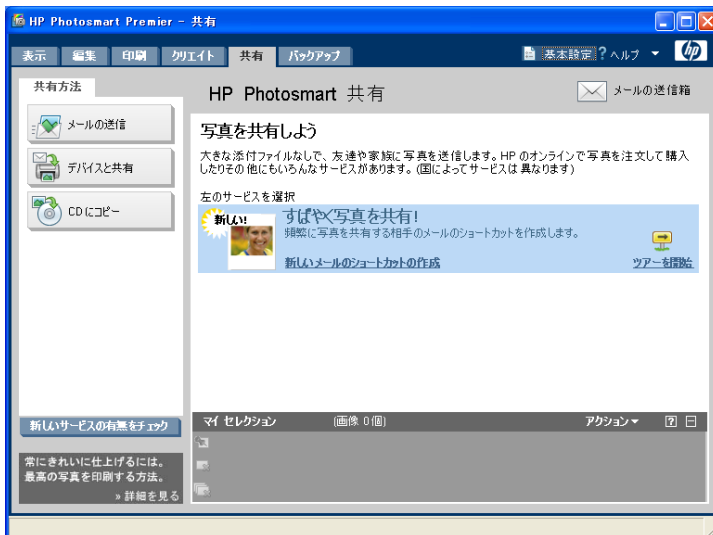 HP Photosmart Premier - 共有
表示 編集 印刷 クリエイト 共有 バックアップ 基本設定 ? ヘルプ hp
共有方法
メールの送信
デバイスと共有
CD にコピー
HP Photosmart 共有
メールの送信箱
写真を共有しよう
大きな添付ファイルなしで、友達や家族に写真を送信します。HP のオンラインで写真を注文して購入
したりその他にもいろんなサービスがあります。(国によってサービスは異なります)
左のサービスを選択
新しい!
すばやく写真を共有!
頻繁に写真を共有する相手のメールのショートカットを作成します。
新しいメールのショートカットの作成
ツアーを開始
新しいサービスの有無をチェック
マイ セレクション (画像 0 個) アクション ?
常にきれいに仕上げるには。
最高の写真を印刷する方法。
» 詳細を見る